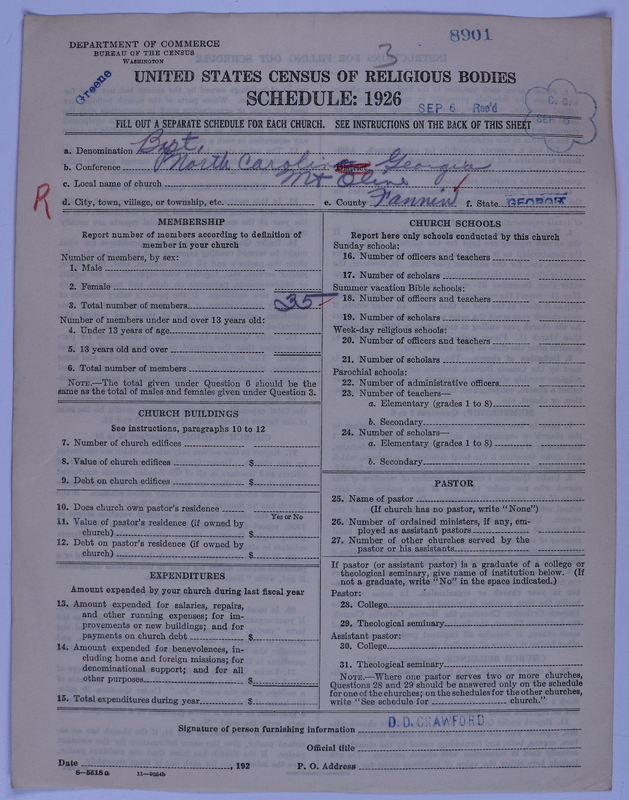 8901
3
DEPARTMENT OF COMMERCE
BUREAU OF THE CENSUS
WASHINGTON
Greene
UNITED STATES CENSUS OF RELIGIOUS BODIES
SCHEDULE: 1926
SEP 6 Rec'd
FILL OUT A SEPARATE SCHEDULE FOR EACH CHURCH. SEE INSTRUCTIONS ON THE BACK OF THIS SHEET
a. Denomination Bapt.
b. Conference North Carolina Georgia
c. Local name of church Mt Oline
R
d. City, town, village, or township, etc. e. County Fannin f. State GEORGIA
MEMBERSHIP
Report number of members according to definition of
member in your church
Number of members, by sex:
1. Male
2. Female
3. Total number of members 35
Number of members under and over 13 years old:
4. Under 13 years of age
5. 13 years old and over
6. Total number of members
NOTE.—The total given under Question 6 should be the
same as the total of males and females given under Question 3.
CHURCH BUILDINGS
See instructions, paragraphs 10 to 12
7. Number of church edifices
8. Value of church edifices $
9. Debt on church edifices $
10. Does church own pastor's residence
Yes or No
11. Value of pastor's residence (if owned by
church) $
12. Debt on pastor's residence (if owned by
church) $
EXPENDITURES
Amount expended by your church during last fiscal year
13. Amount expended for salaries, repairs,
and other running expenses; for im-
provements or new buildings; and for
payments on church debt $
14. Amount expended for benevolences, in-
cluding home and foreign missions; for
denominational support; and for all
other purposes $
15. Total expenditures during year $
CHURCH SCHOOLS
Report here only schools conducted by this church
Sunday schools:
16. Number of officers and teachers
17. Number of scholars
Summer vacation Bible schools:
18. Number of officers and teachers
19. Number of scholars
Week-day religious schools:
20. Number of officers and teachers
21. Number of scholars
Parochial schools:
22. Number of administrative officers
23. Number of teachers—
a. Elementary (grades 1 to 8)
b. Secondary
24. Number of scholars—
a. Elementary (grades 1 to 8)
b. Secondary
PASTOR
25. Name of pastor
(If church has no pastor, write "None")
26. Number of ordained ministers, if any, em-
ployed as assistant pastors
27. Number of other churches served by the
pastor or his assistants
If pastor (or assistant pastor) is a graduate of a college or
theological seminary, give name of institution below. (If
not a graduate, write "No" in the space indicated.)
Pastor:
28. College
29. Theological seminary
Assistant pastor:
30. College
31. Theological seminary
NOTE.—Where one pastor serves two or more churches,
Questions 28 and 29 should be answered only on the schedule
for one of the churches; on the schedules for the other churches,
write "See schedule for church."
Signature of person furnishing information D. D. CRAWFORD
Official title
Date , 192 P. O. Address
8—5518a 11—9354b